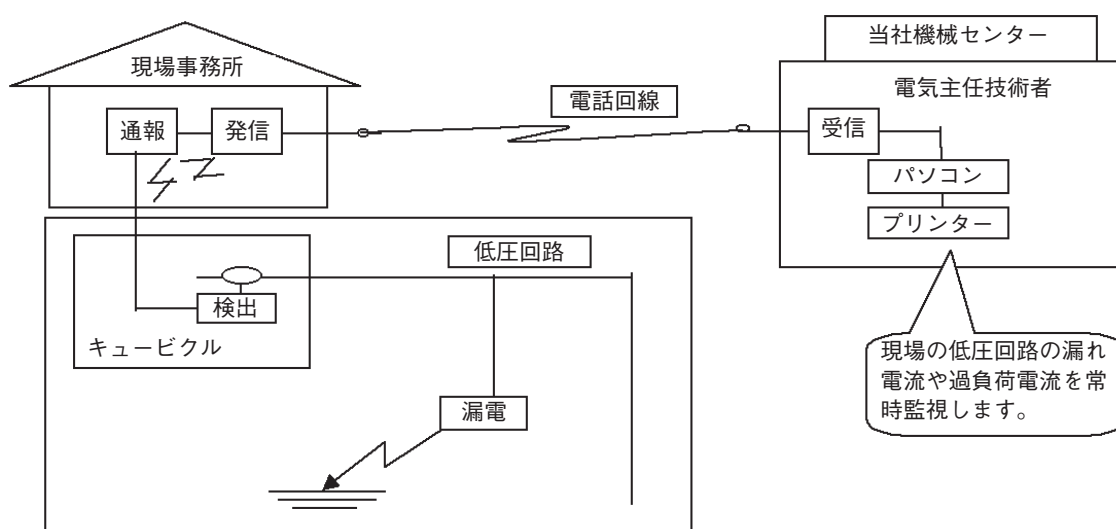 現場事務所
通報
発信
電話回線
当社機械センター
電気主任技術者
受信
パソコン
プリンター
現場の低圧回路の漏れ
電流や過負荷電流を常
時監視します。
低圧回路
検出
キュービクル
漏電